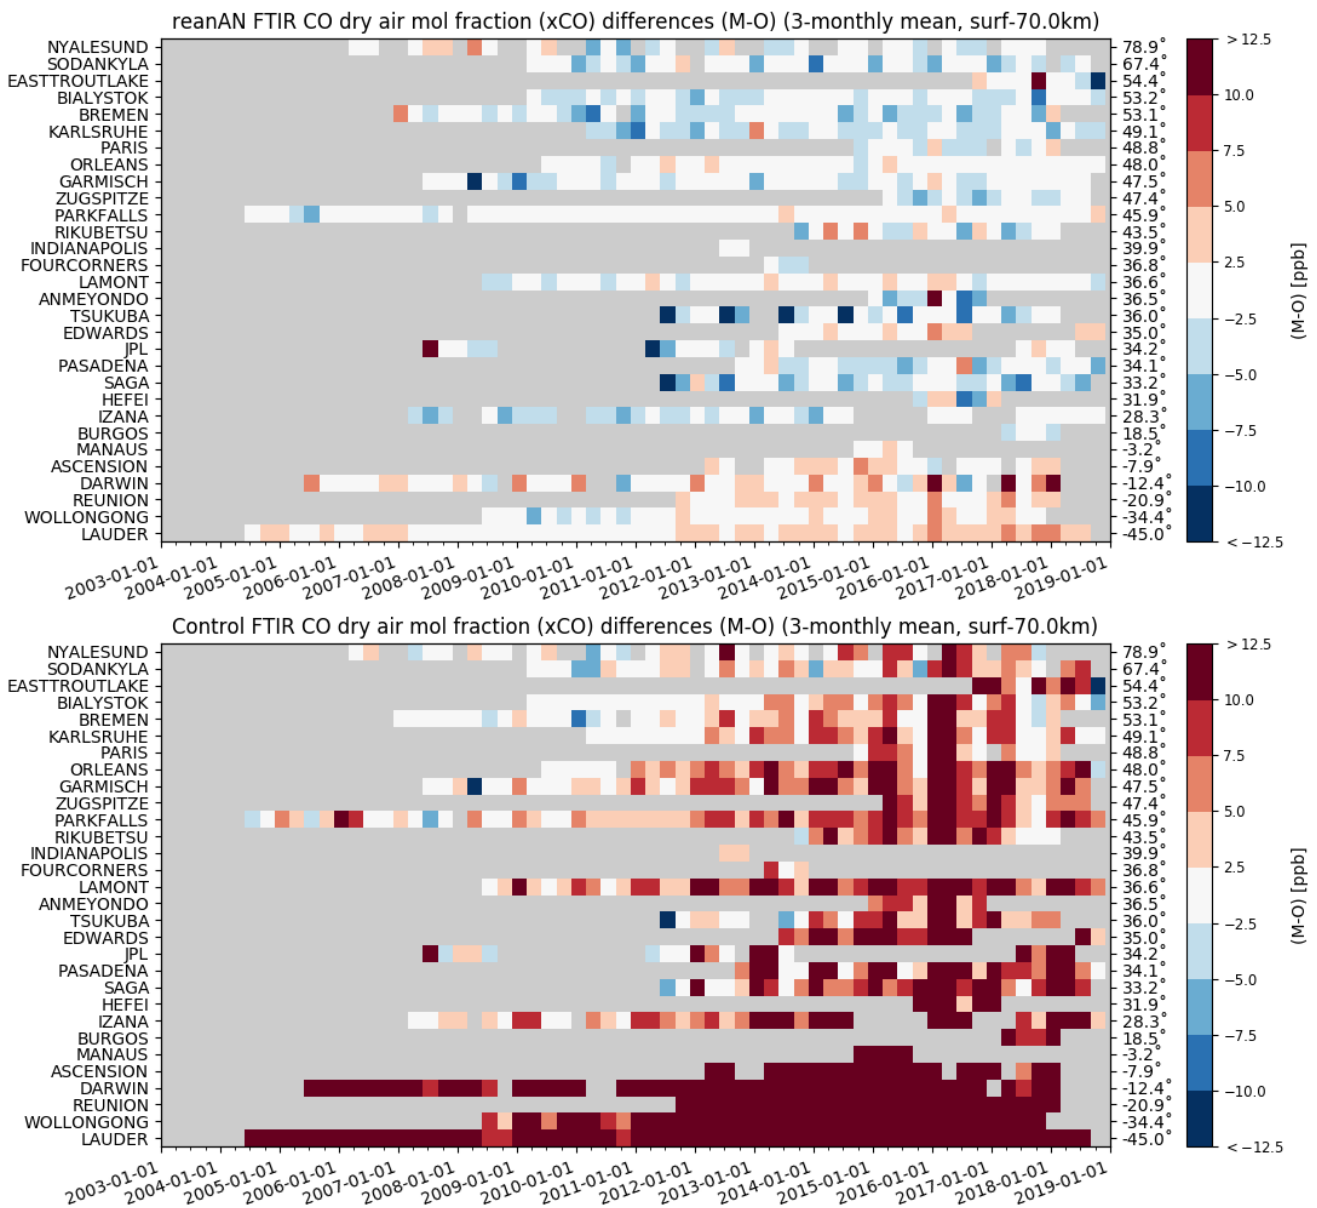 reanAN FTIR CO dry air mol fraction (xCO) differences (M-O) (3-monthly mean, surf-70.0km)
NYALESUND 78.9°
SODANKYLA 67.4°
EASTTROUTLAKE 54.4°
BIALYSTOK 53.2°
BREMEN 53.1°
KARLSRUHE 49.1°
PARIS 48.8°
ORLEANS 48.0°
GARMISCH 47.5°
ZUGSPITZE 47.4°
PARKFALLS 45.9°
RIKUBETSU 43.5°
INDIANAPOLIS 39.9°
FOURCORNERS 36.8°
LAMONT 36.6°
ANMEYONDO 36.5°
TSUKUBA 36.0°
EDWARDS 35.0°
JPL 34.2°
PASADENA 34.1°
SAGA 33.2°
HEFEI 31.9°
IZANA 28.3°
BURGOS 18.5°
MANAUS -3.2°
ASCENSION -7.9°
DARWIN -12.4°
REUNION -20.9°
WOLLONGONG -34.4°
LAUDER -45.0°
2003-01-01 2004-01-01 2005-01-01 2006-01-01 2007-01-01 2008-01-01 2009-01-01 2010-01-01 2011-01-01 2012-01-01 2013-01-01 2014-01-01 2015-01-01 2016-01-01 2017-01-01 2018-01-01 2019-01-01
> 12.5
10.0
7.5
5.0
2.5
−2.5
−5.0
−7.5
−10.0
< −12.5
(M-O) [ppb]
Control FTIR CO dry air mol fraction (xCO) differences (M-O) (3-monthly mean, surf-70.0km)
NYALESUND 78.9°
SODANKYLA 67.4°
EASTTROUTLAKE 54.4°
BIALYSTOK 53.2°
BREMEN 53.1°
KARLSRUHE 49.1°
PARIS 48.8°
ORLEANS 48.0°
GARMISCH 47.5°
ZUGSPITZE 47.4°
PARKFALLS 45.9°
RIKUBETSU 43.5°
INDIANAPOLIS 39.9°
FOURCORNERS 36.8°
LAMONT 36.6°
ANMEYONDO 36.5°
TSUKUBA 36.0°
EDWARDS 35.0°
JPL 34.2°
PASADENA 34.1°
SAGA 33.2°
HEFEI 31.9°
IZANA 28.3°
BURGOS 18.5°
MANAUS -3.2°
ASCENSION -7.9°
DARWIN -12.4°
REUNION -20.9°
WOLLONGONG -34.4°
LAUDER -45.0°
2003-01-01 2004-01-01 2005-01-01 2006-01-01 2007-01-01 2008-01-01 2009-01-01 2010-01-01 2011-01-01 2012-01-01 2013-01-01 2014-01-01 2015-01-01 2016-01-01 2017-01-01 2018-01-01 2019-01-01
> 12.5
10.0
7.5
5.0
2.5
−2.5
−5.0
−7.5
−10.0
< −12.5
(M-O) [ppb]